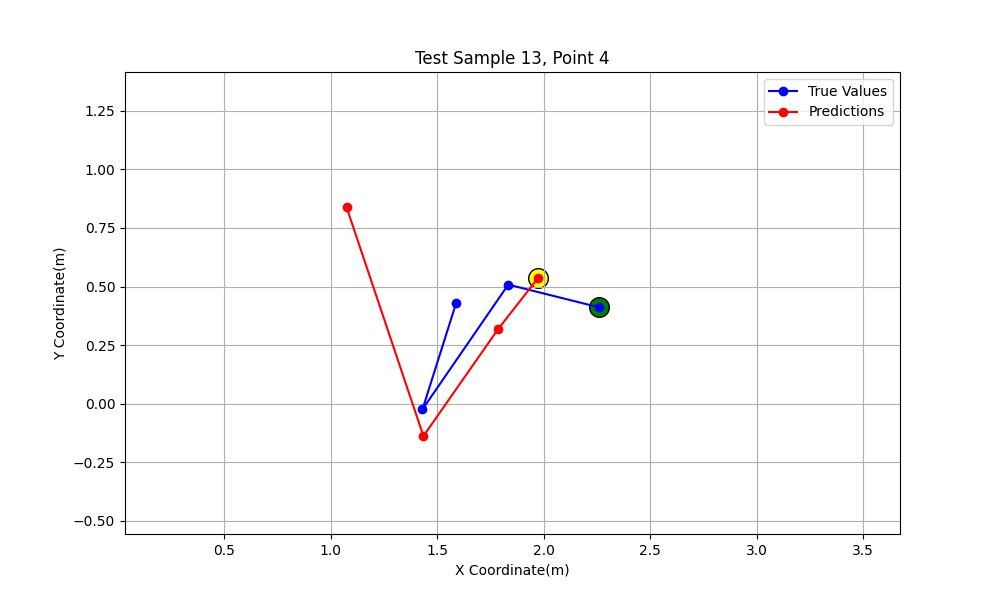 Test Sample 13, Point 4
True Values
Predictions
Y Coordinate(m)
1.25
1.00
0.75
0.50
0.25
0.00
−0.25
−0.50
0.5 1.0 1.5 2.0 2.5 3.0 3.5
X Coordinate(m)